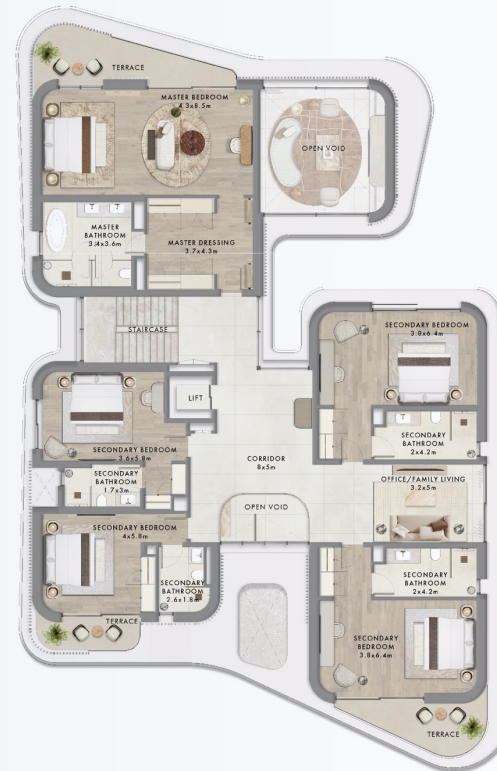 TERRACE
MASTER BEDROOM
4.3x8.5m
OPEN VOID
MASTER
BATHROOM
3.4x3.6m
MASTER DRESSING
3.7x4.3m
STAIRCASE
SECONDARY BEDROOM
3.8x6.4m
LIFT
SECONDARY
BATHROOM
2x4.2m
SECONDARY BEDROOM
3.6x5.8m
CORRIDOR
8x5m
SECONDARY
BATHROOM
1.7x3m
OFFICE/FAMILY LIVING
3.2x5m
OPEN VOID
SECONDARY BEDROOM
4x5.8m
SECONDARY
BATHROOM
2.6x1.8m
SECONDARY
BATHROOM
2x4.2m
TERRACE
SECONDARY
BEDROOM
3.8x6.4m
TERRACE